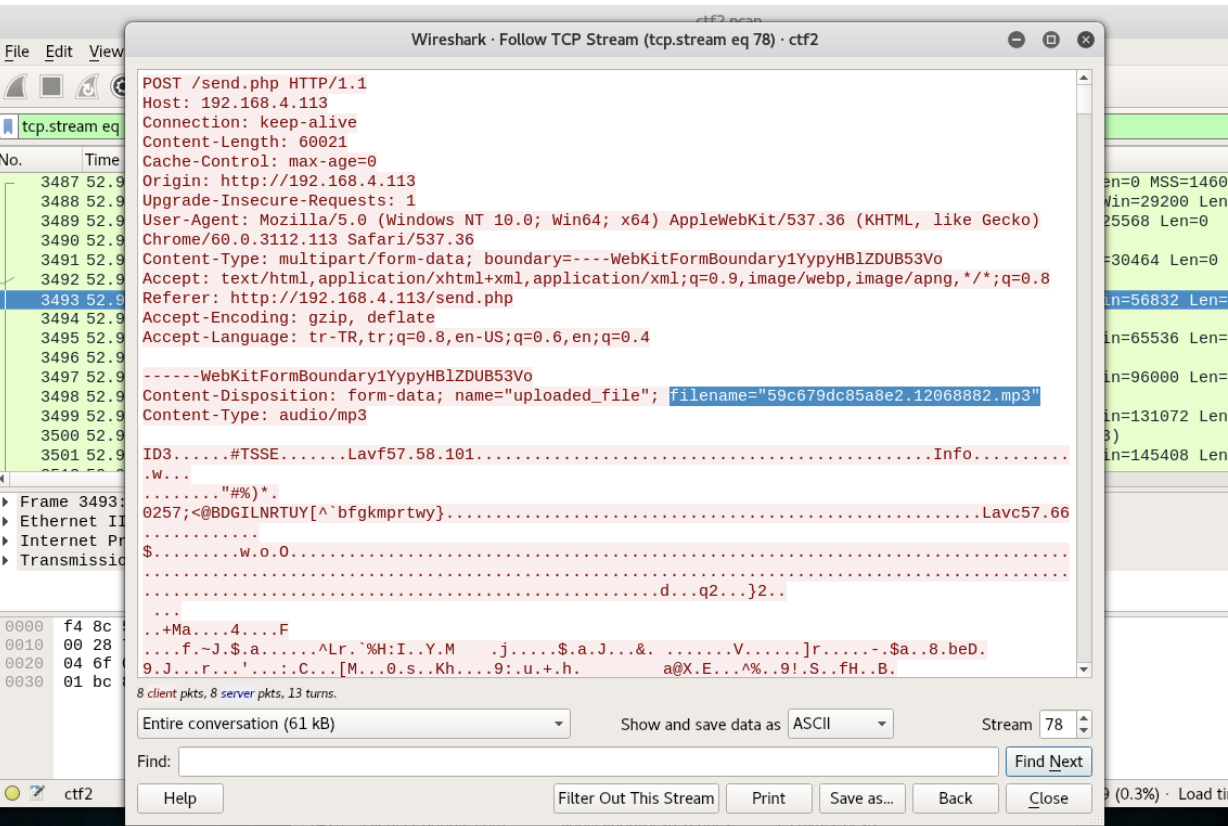 ctf2.pcap
Wireshark · Follow TCP Stream (tcp.stream eq 78) · ctf2
File Edit View
tcp.stream eq
No. Time
3487 52.9
3488 52.9
3489 52.9
3490 52.9
3491 52.9
3492 52.9
3493 52.9
3494 52.9
3495 52.9
3496 52.9
3497 52.9
3498 52.9
3499 52.9
3500 52.9
3501 52.9
Frame 3493:
Ethernet II
Internet Pr
Transmissio
0000 f4 8c
0010 00 28
0020 04 6f
0030 01 bc
POST /send.php HTTP/1.1
Host: 192.168.4.113
Connection: keep-alive
Content-Length: 60021
Cache-Control: max-age=0
Origin: http://192.168.4.113
Upgrade-Insecure-Requests: 1
User-Agent: Mozilla/5.0 (Windows NT 10.0; Win64; x64) AppleWebKit/537.36 (KHTML, like Gecko)
Chrome/60.0.3112.113 Safari/537.36
Content-Type: multipart/form-data; boundary=----WebKitFormBoundary1YypyHBlZDUB53Vo
Accept: text/html,application/xhtml+xml,application/xml;q=0.9,image/webp,image/apng,*/*;q=0.8
Referer: http://192.168.4.113/send.php
Accept-Encoding: gzip, deflate
Accept-Language: tr-TR,tr;q=0.8,en-US;q=0.6,en;q=0.4
------WebKitFormBoundary1YypyHBlZDUB53Vo
Content-Disposition: form-data; name="uploaded_file"; filename="59c679dc85a8e2.12068882.mp3"
Content-Type: audio/mp3
ID3......#TSSE.......Lavf57.58.101................................................Info..........
.w...
........"#%)*.
0257;<@BDGILNRTUY[^`bfgkmprtwy}.......................................................Lavc57.66
............
$.........w.o.O
d...q2...}2..
...
..+Ma....4....F
....f.~J.$.a.......^Lr.`%H:I..Y.M .j.....$.a.J...&. .......V......]r.....-.$a..8.beD.
9.J...r...'...:.C...[M...0.s..Kh....9:.u.+.h. a@X.E...^%..9!.S..fH..B.
8 client pkts, 8 server pkts, 13 turns.
Entire conversation (61 kB)
Show and save data as ASCII
Stream 78
Find:
Find Next
Help
Filter Out This Stream
Print
Save as...
Back
Close
en=0 MSS=1460
Win=29200 Len
25568 Len=0
=30464 Len=0
in=56832 Len=
in=65536 Len=
in=96000 Len=
in=131072 Len
3)
in=145408 Len
ctf2
(0.3%) · Load ti